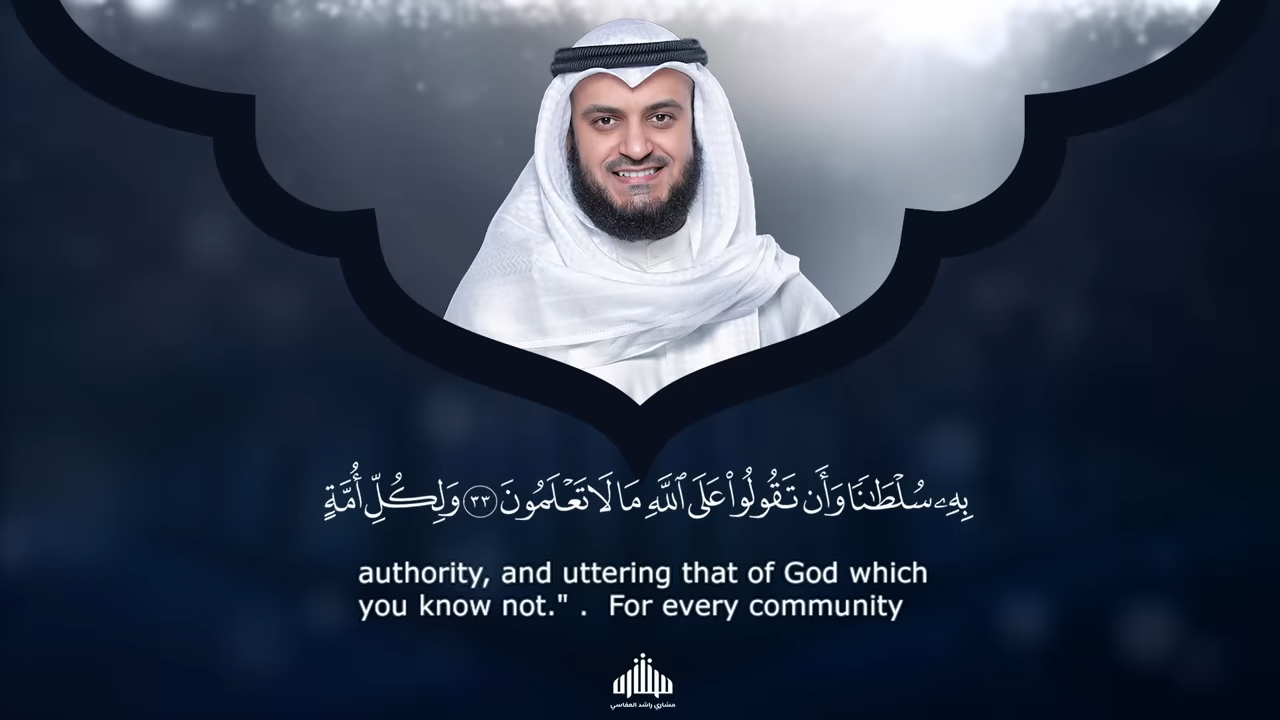 بِهِۦ سُلْطَٰنًا وَأَن تَقُولُوا۟ عَلَى ٱللَّهِ مَا لَا تَعْلَمُونَ ٣٣ وَلِكُلِّ أُمَّةٍ
authority, and uttering that of God which
you know not." .  For every community
مشاري
مشاري راشد العفاسي